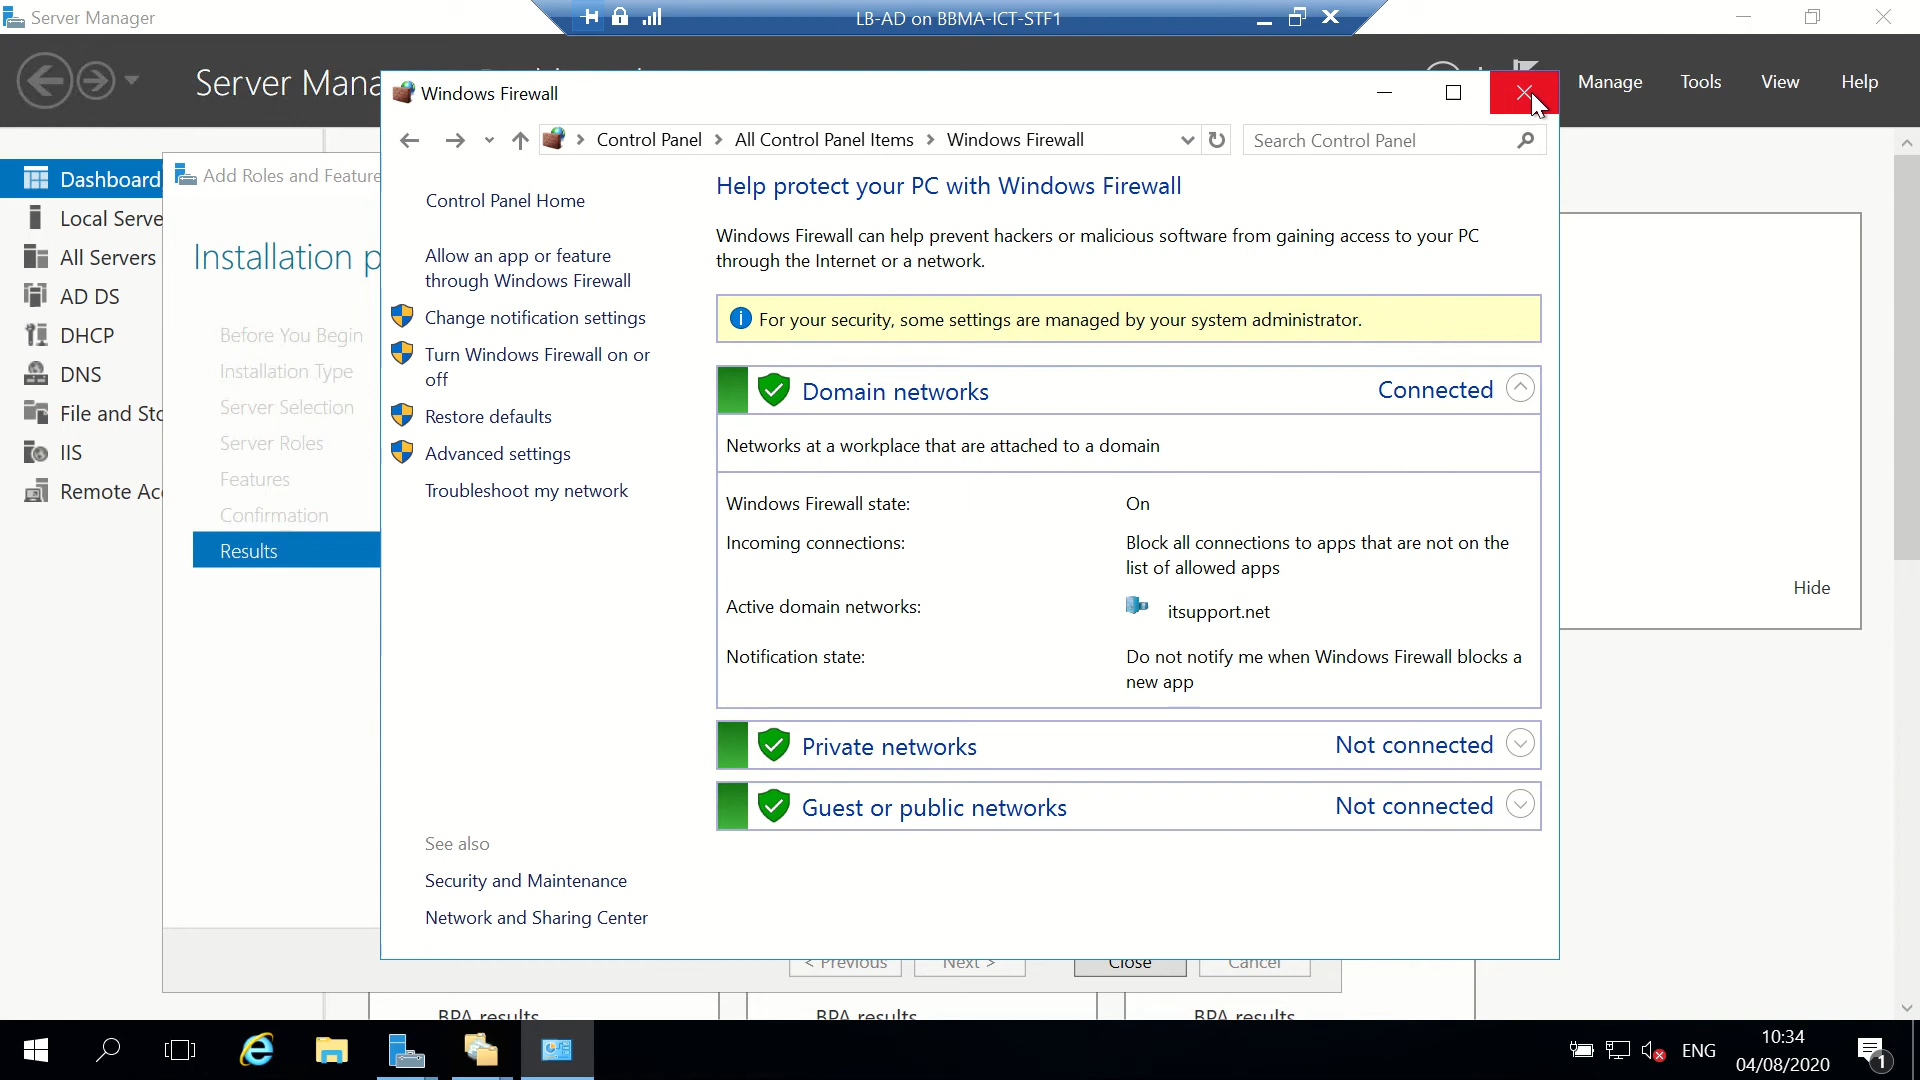 Server Manager
LB-AD on BBMA-ICT-STF1
Server Mana
Manage
Tools
View
Help
Windows Firewall
Control Panel
All Control Panel Items
Windows Firewall
Search Control Panel
Dashboard
Local Serve
All Servers
AD DS
DHCP
DNS
File and Sto
IIS
Remote Acc
Add Roles and Feature
Installation p
Before You Begin
Installation Type
Server Selection
Server Roles
Features
Confirmation
Results
Control Panel Home
Allow an app or feature
through Windows Firewall
Change notification settings
Turn Windows Firewall on or
off
Restore defaults
Advanced settings
Troubleshoot my network
See also
Security and Maintenance
Network and Sharing Center
Help protect your PC with Windows Firewall
Windows Firewall can help prevent hackers or malicious software from gaining access to your PC
through the Internet or a network.
For your security, some settings are managed by your system administrator.
Domain networks
Connected
Networks at a workplace that are attached to a domain
Windows Firewall state:
On
Incoming connections:
Block all connections to apps that are not on the
list of allowed apps
Active domain networks:
itsupport.net
Notification state:
Do not notify me when Windows Firewall blocks a
new app
Private networks
Not connected
Guest or public networks
Not connected
Hide
< Previous
Next >
Close
Cancel
BPA results
BPA results
BPA results
ENG
10:34
04/08/2020
1